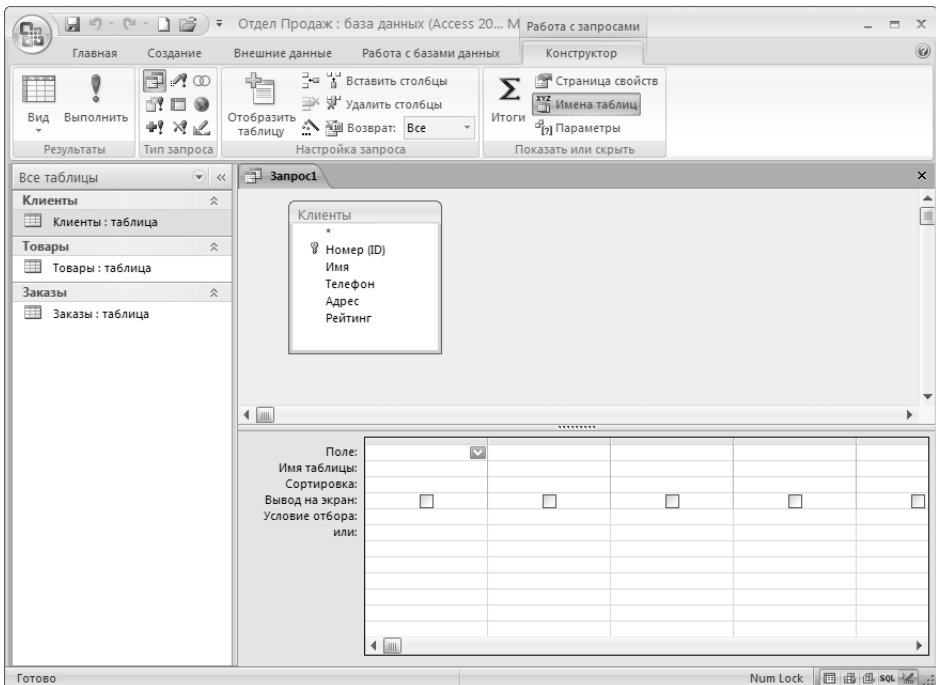 Отдел Продаж : база данных (Access 20... M
Работа с запросами
Главная
Создание
Внешние данные
Работа с базами данных
Конструктор
Вид
Выполнить
Результаты
Тип запроса
Отобразить таблицу
Вставить столбцы
Удалить столбцы
Возврат: Все
Настройка запроса
Σ
Итоги
Страница свойств
XYZ
Имена таблиц
[?] Параметры
Показать или скрыть
Все таблицы
«
Запрос1
Клиенты
Клиенты : таблица
Товары
Товары : таблица
Заказы
Заказы : таблица
Клиенты
*
Номер (ID)
Имя
Телефон
Адрес
Рейтинг
Поле:
Имя таблицы:
Сортировка:
Вывод на экран:
Условие отбора:
или:
Готово
Num Lock
SQL